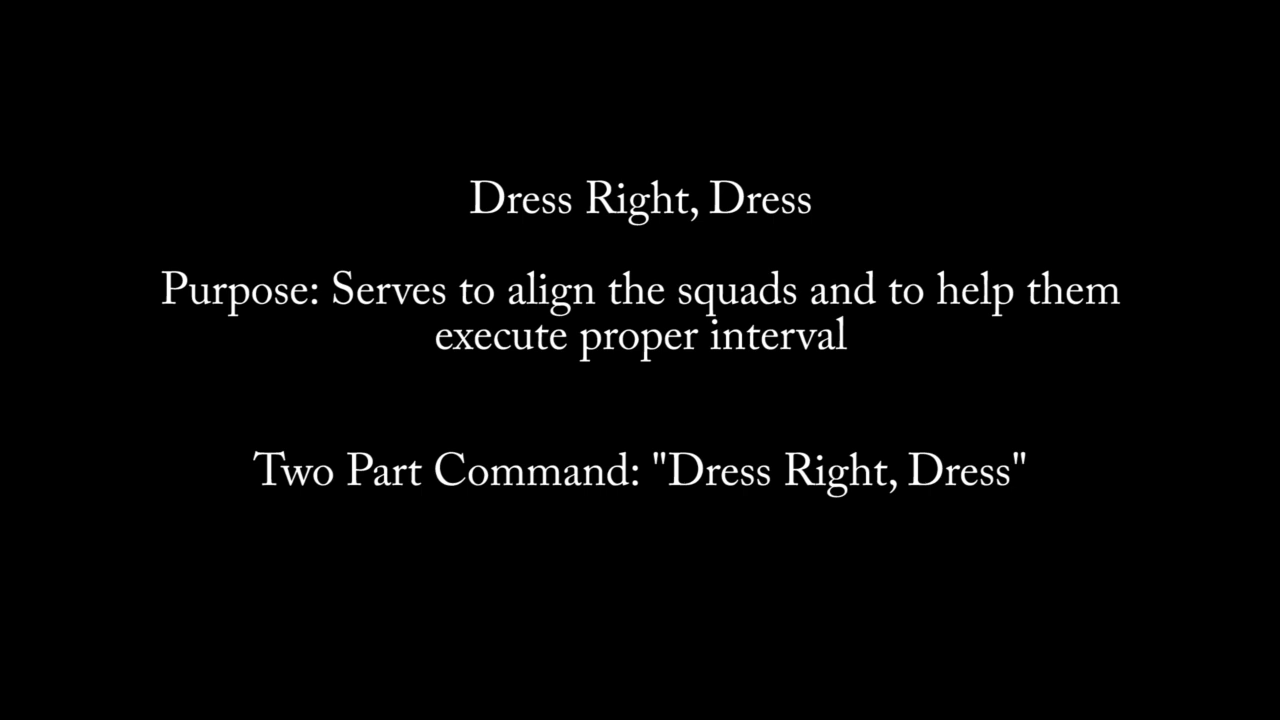 Dress Right, Dress
Purpose: Serves to align the squads and to help them
execute proper interval
Two Part Command: "Dress Right, Dress"